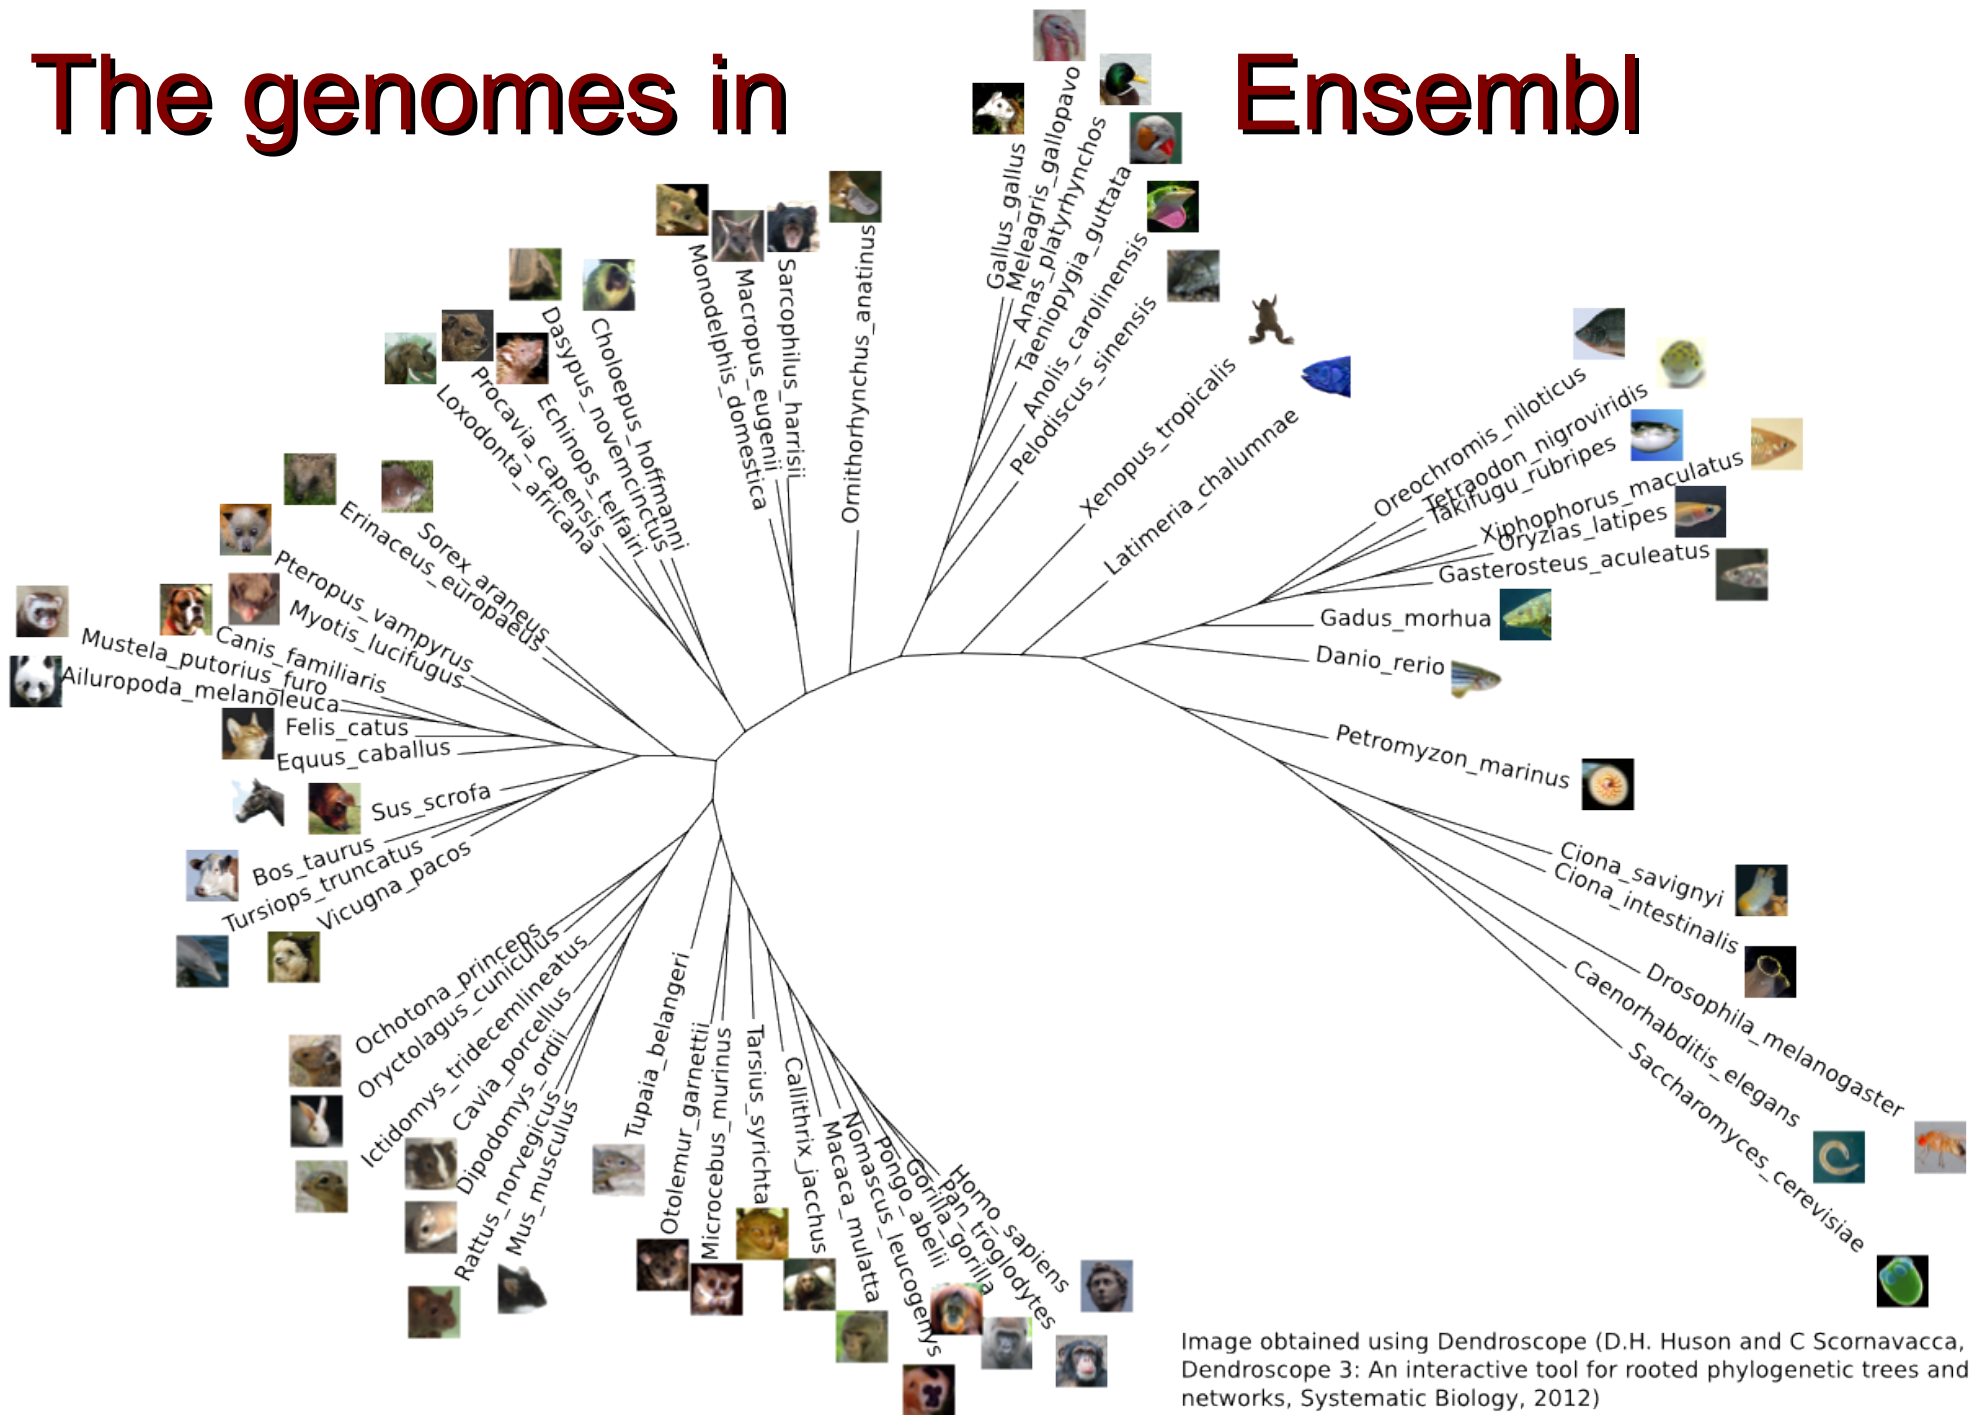 The genomes in Ensembl
Gallus_gallus
Meleagris_gallopavo
Anas_platyrhynchos
Taeniopygia_guttata
Anolis_carolinensis
Pelodiscus_sinensis
Xenopus_tropicalis
Latimeria_chalumnae
Oreochromis_niloticus
Tetraodon_nigroviridis
Takifugu_rubripes
Xiphophorus_maculatus
Oryzias_latipes
Gasterosteus_aculeatus
Gadus_morhua
Danio_rerio
Petromyzon_marinus
Ciona_savignyi
Ciona_intestinalis
Drosophila_melanogaster
Caenorhabditis_elegans
Saccharomyces_cerevisiae
Homo_sapiens
Pan_troglodytes
Gorilla_gorilla
Pongo_abelii
Nomascus_leucogenys
Macaca_mulatta
Callithrix_jacchus
Tarsius_syrichta
Microcebus_murinus
Otolemur_garnettii
Tupaia_belangeri
Mus_musculus
Rattus_norvegicus
Dipodomys_ordii
Cavia_porcellus
Ictidomys_tridecemlineatus
Oryctolagus_cuniculus
Ochotona_princeps
Vicugna_pacos
Tursiops_truncatus
Bos_taurus
Sus_scrofa
Equus_caballus
Felis_catus
Ailuropoda_melanoleuca
Mustela_putorius_furo
Canis_familiaris
Myotis_lucifugus
Pteropus_vampyrus
Erinaceus_europaeus
Sorex_araneus
Loxodonta_africana
Procavia_capensis
Echinops_telfairi
Dasypus_novemcinctus
Choloepus_hoffmanni
Monodelphis_domestica
Macropus_eugenii
Sarcophilus_harrisii
Ornithorhynchus_anatinus
Image obtained using Dendroscope (D.H. Huson and C Scornavacca,
Dendroscope 3: An interactive tool for rooted phylogenetic trees and
networks, Systematic Biology, 2012)